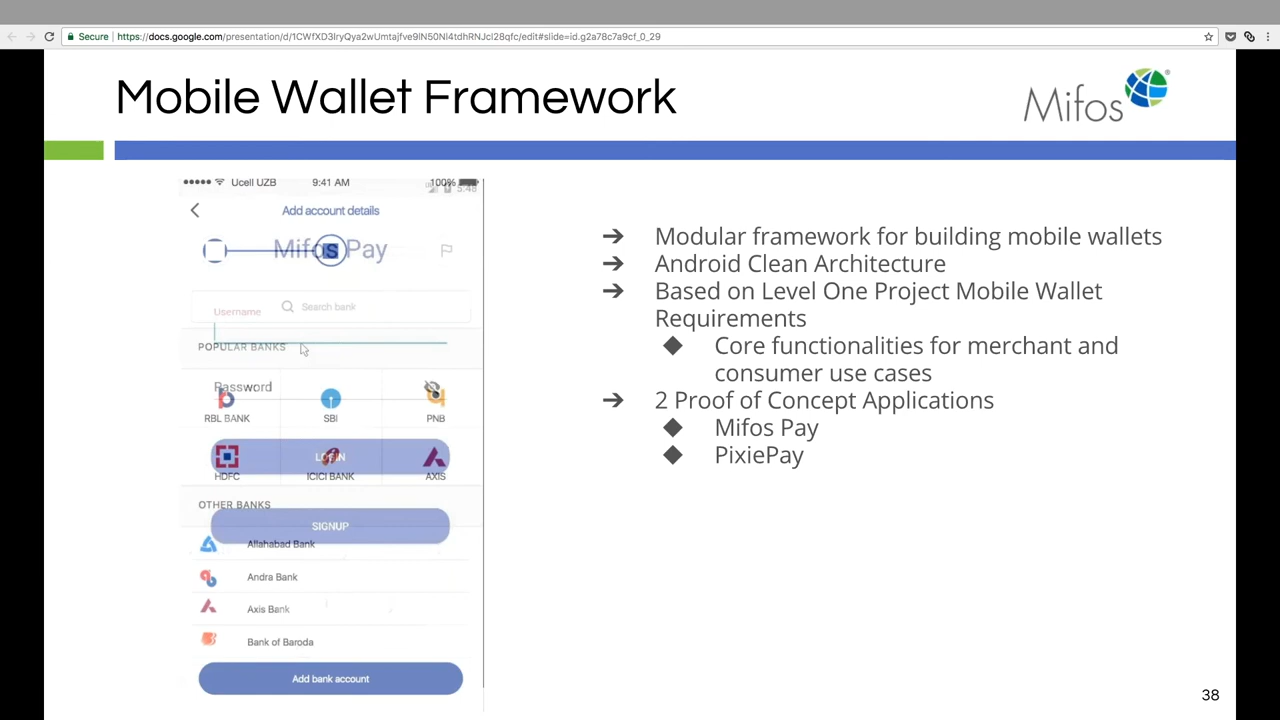 Secure https://docs.google.com/presentation/d/1CWfXD3IryQya2wUmtajfve9lN50Nl4tdhRNJcl28qfc/edit#slide=id.g2a78c7a9cf_0_29
Mobile Wallet Framework
Mifos
Ucell UZB 9:41 AM 100%
5:48
Add account details
Mifos Pay
Username
Search bank
POPULAR BANKS
Password
RBL BANK SBI PNB
LOGIN
HDFC ICICI BANK AXIS
OTHER BANKS
SIGNUP
Allahabad Bank
Andra Bank
Axis Bank
Bank of Baroda
Add bank account
➔ Modular framework for building mobile wallets
➔ Android Clean Architecture
➔ Based on Level One Project Mobile Wallet
Requirements
◆ Core functionalities for merchant and
consumer use cases
➔ 2 Proof of Concept Applications
◆ Mifos Pay
◆ PixiePay
38